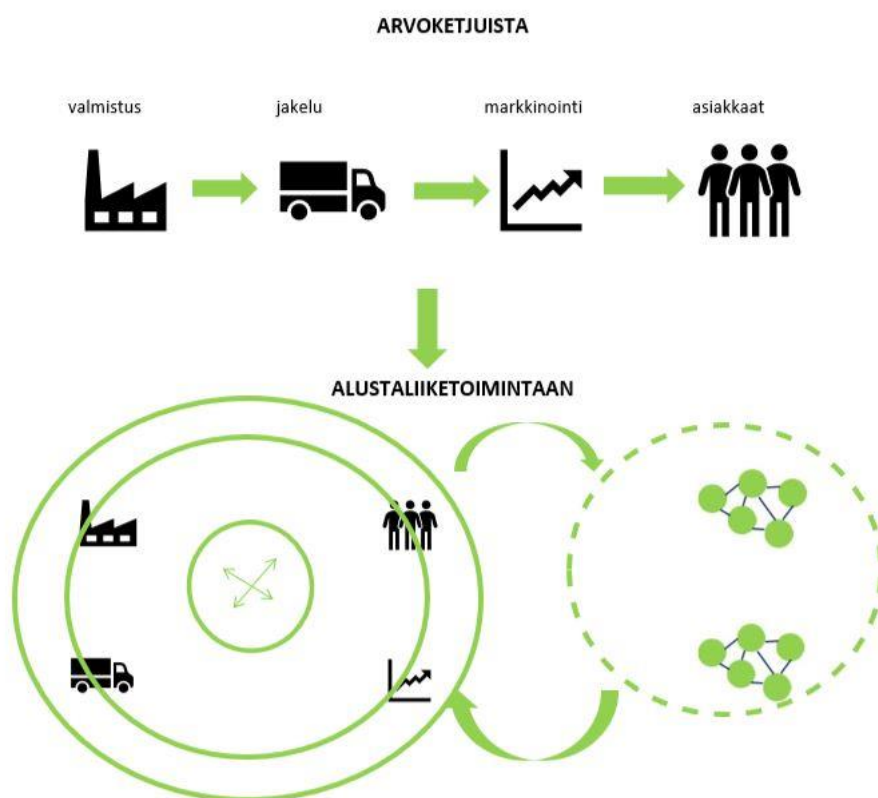 ARVOKETJUISTA
valmistus
jakelu
markkinointi
asiakkaat
ALUSTALIIKETOIMINTAAN